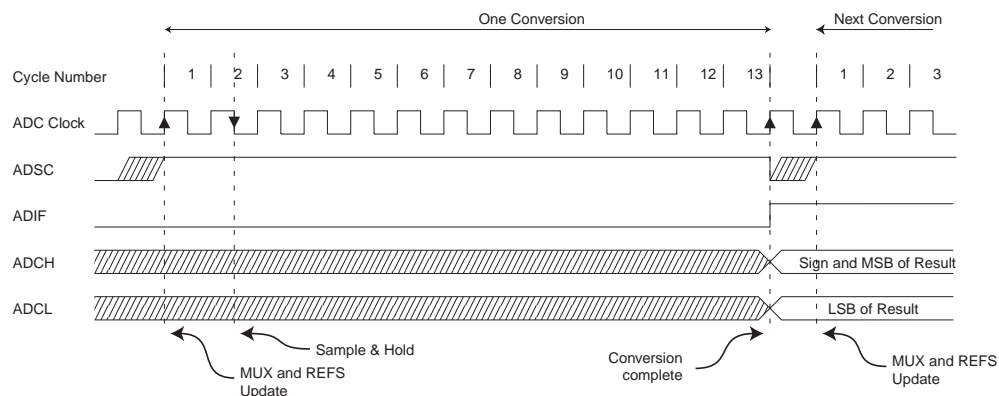 One Conversion Next Conversion
Cycle Number 1 2 3 4 5 6 7 8 9 10 11 12 13 1 2 3
ADC Clock
ADSC
ADIF
ADCH Sign and MSB of Result
ADCL LSB of Result
Sample & Hold
MUX and REFS
Update
Conversion
complete
MUX and REFS
Update